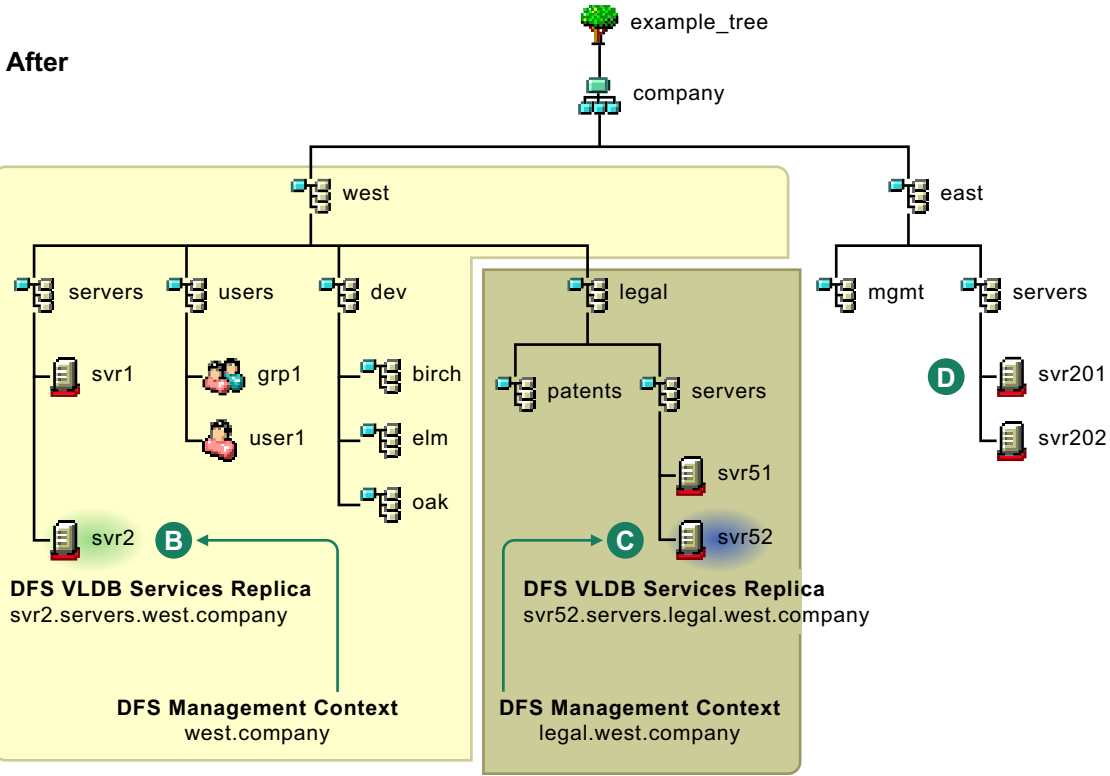 example_tree
After
company
west
east
servers
users
dev
legal
mgmt
servers
svr1
grp1
birch
patents
servers
D
svr201
user1
elm
svr202
svr51
oak
svr2
B
C
svr52
DFS VLDB Services Replica
svr2.servers.west.company
DFS VLDB Services Replica
svr52.servers.legal.west.company
DFS Management Context
west.company
DFS Management Context
legal.west.company